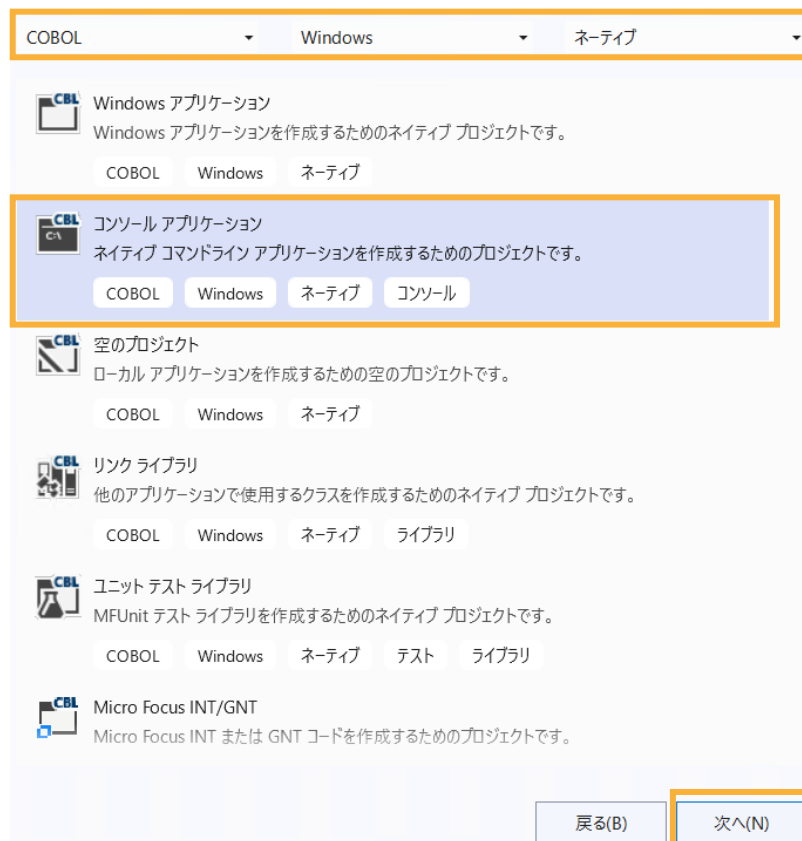 COBOL Windows ネーティブ
CBL
Windows アプリケーション
Windows アプリケーションを作成するためのネイティブ プロジェクトです。
COBOL Windows ネーティブ
CBL
C:\
コンソール アプリケーション
ネイティブ コマンドライン アプリケーションを作成するためのプロジェクトです。
COBOL Windows ネーティブ コンソール
CBL
空のプロジェクト
ローカル アプリケーションを作成するための空のプロジェクトです。
COBOL Windows ネーティブ
CBL
リンク ライブラリ
他のアプリケーションで使用するクラスを作成するためのネイティブ プロジェクトです。
COBOL Windows ネーティブ ライブラリ
CBL
ユニット テスト ライブラリ
MFUnit テスト ライブラリを作成するためのネイティブ プロジェクトです。
COBOL Windows ネーティブ テスト ライブラリ
CBL
Micro Focus INT/GNT
Micro Focus INT または GNT コードを作成するためのプロジェクトです。
戻る(B) 次へ(N)